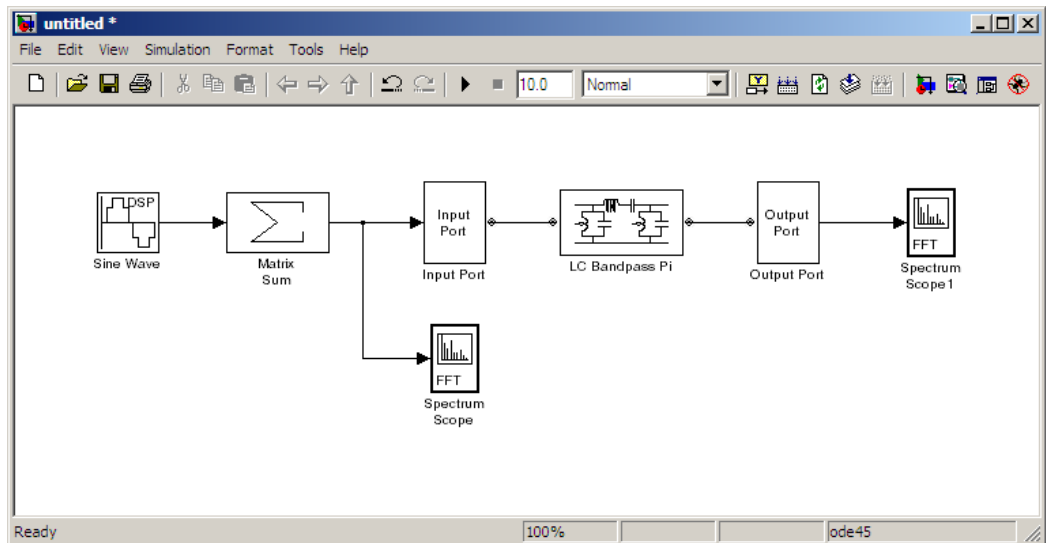 untitled *
File Edit View Simulation Format Tools Help
10.0 Normal
DSP
Sine Wave
Matrix
Sum
Input
Port
Input Port
LC Bandpass Pi
Output
Port
Output Port
FFT
Spectrum
Scope1
FFT
Spectrum
Scope
Ready 100% ode45